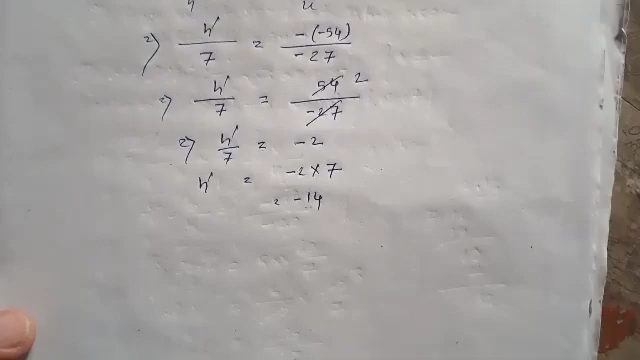 => h' / 7 = -(-54) / -27
=> h' / 7 = 54 2 / -27
=> h' / 7 = -2
h' = -2 x 7
= -14